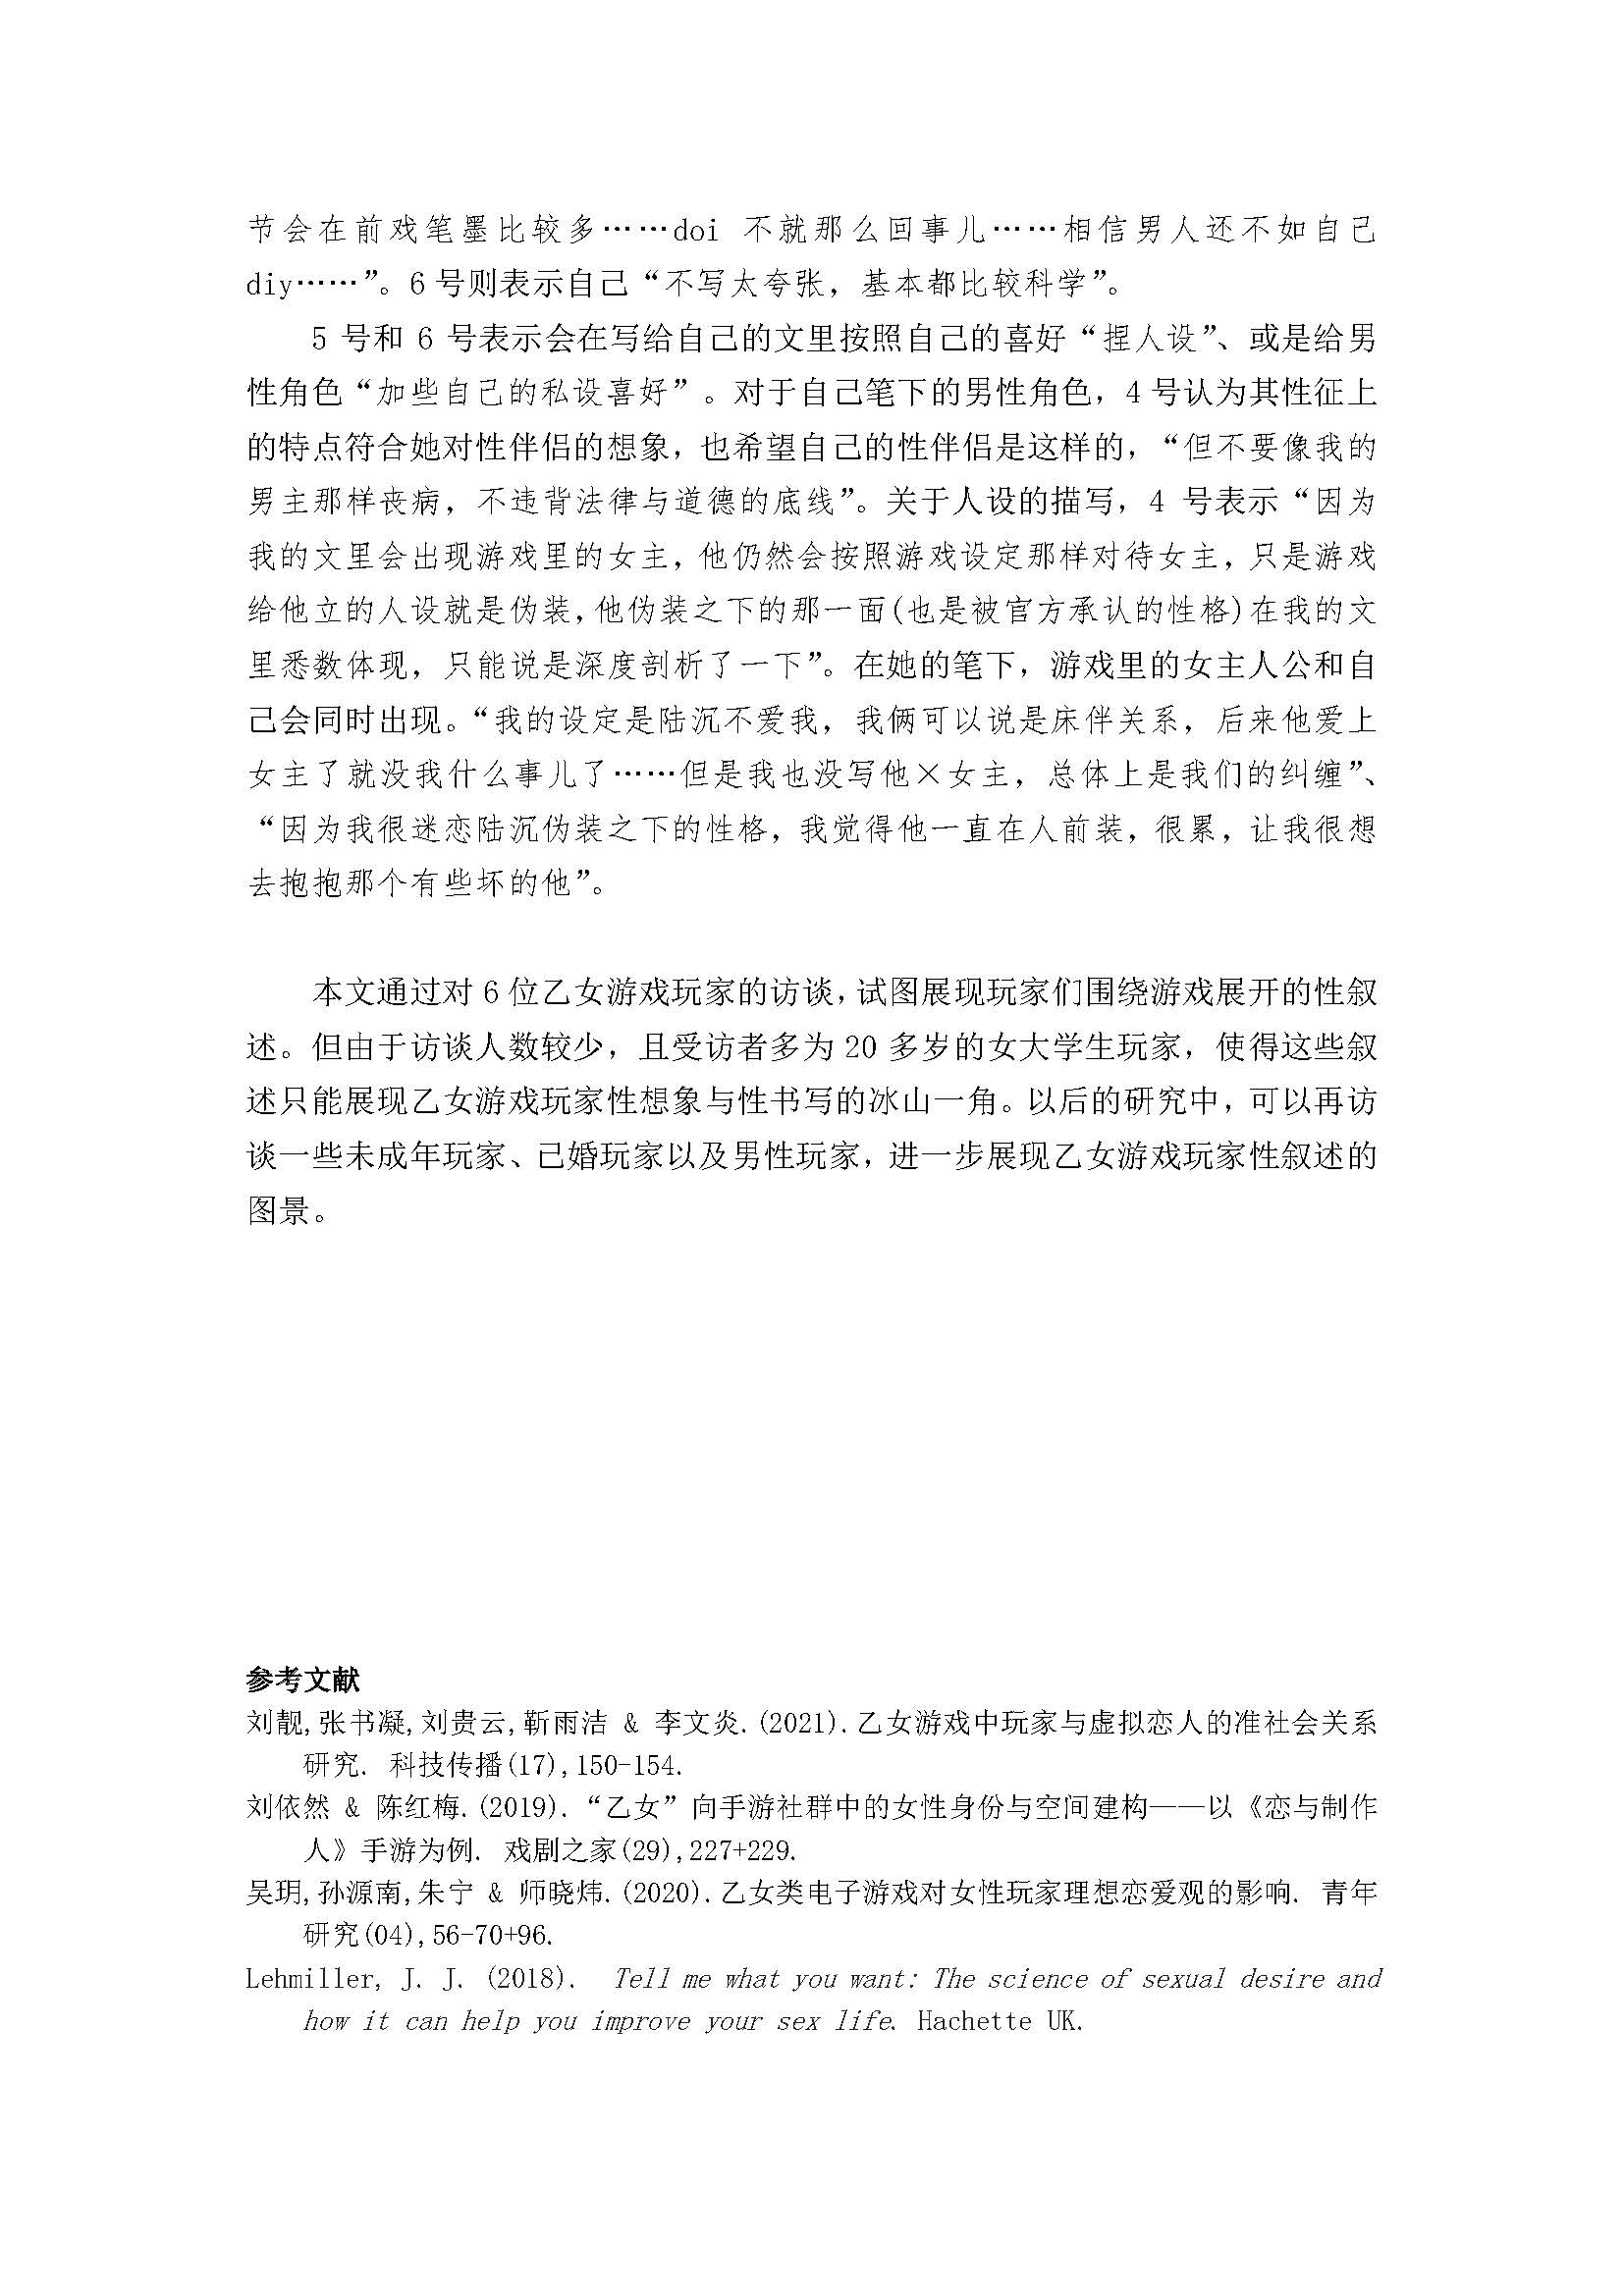 节会在前戏笔墨比较多……doi 不就那么回事儿……相信男人还不如自己
diy……”。6 号则表示自己“不写太夸张，基本都比较科学”。
5 号和 6 号表示会在写给自己的文里按照自己的喜好“捏人设”、或是给男
性角色“加些自己的私设喜好”。对于自己笔下的男性角色，4 号认为其性征上
的特点符合她对性伴侣的想象，也希望自己的性伴侣是这样的，“但不要像我的
男主那样丧病，不违背法律与道德的底线”。关于人设的描写，4 号表示“因为
我的文里会出现游戏里的女主，他仍然会按照游戏设定那样对待女主，只是游戏
给他立的人设就是伪装，他伪装之下的那一面(也是被官方承认的性格)在我的文
里悉数体现，只能说是深度剖析了一下”。在她的笔下，游戏里的女主人公和自
己会同时出现。“我的设定是陆沉不爱我，我俩可以说是床伴关系，后来他爱上
女主了就没我什么事儿了……但是我也没写他×女主，总体上是我们的纠缠”、
“因为我很迷恋陆沉伪装之下的性格，我觉得他一直在人前装，很累，让我很想
去抱抱那个有些坏的他”。
本文通过对 6 位乙女游戏玩家的访谈，试图展现玩家们围绕游戏展开的性叙
述。但由于访谈人数较少，且受访者多为 20 多岁的女大学生玩家，使得这些叙
述只能展现乙女游戏玩家性想象与性书写的冰山一角。以后的研究中，可以再访
谈一些未成年玩家、已婚玩家以及男性玩家，进一步展现乙女游戏玩家性叙述的
图景。
参考文献
刘靓,张书凝,刘贵云,靳雨洁 & 李文炎.(2021).乙女游戏中玩家与虚拟恋人的准社会关系
研究. 科技传播(17),150-154.
刘依然 & 陈红梅.(2019).“乙女”向手游社群中的女性身份与空间建构——以《恋与制作
人》手游为例. 戏剧之家(29),227+229.
吴玥,孙源南,朱宁 & 师晓炜.(2020).乙女类电子游戏对女性玩家理想恋爱观的影响. 青年
研究(04),56-70+96.
Lehmiller, J. J. (2018). Tell me what you want: The science of sexual desire and
how it can help you improve your sex life. Hachette UK.